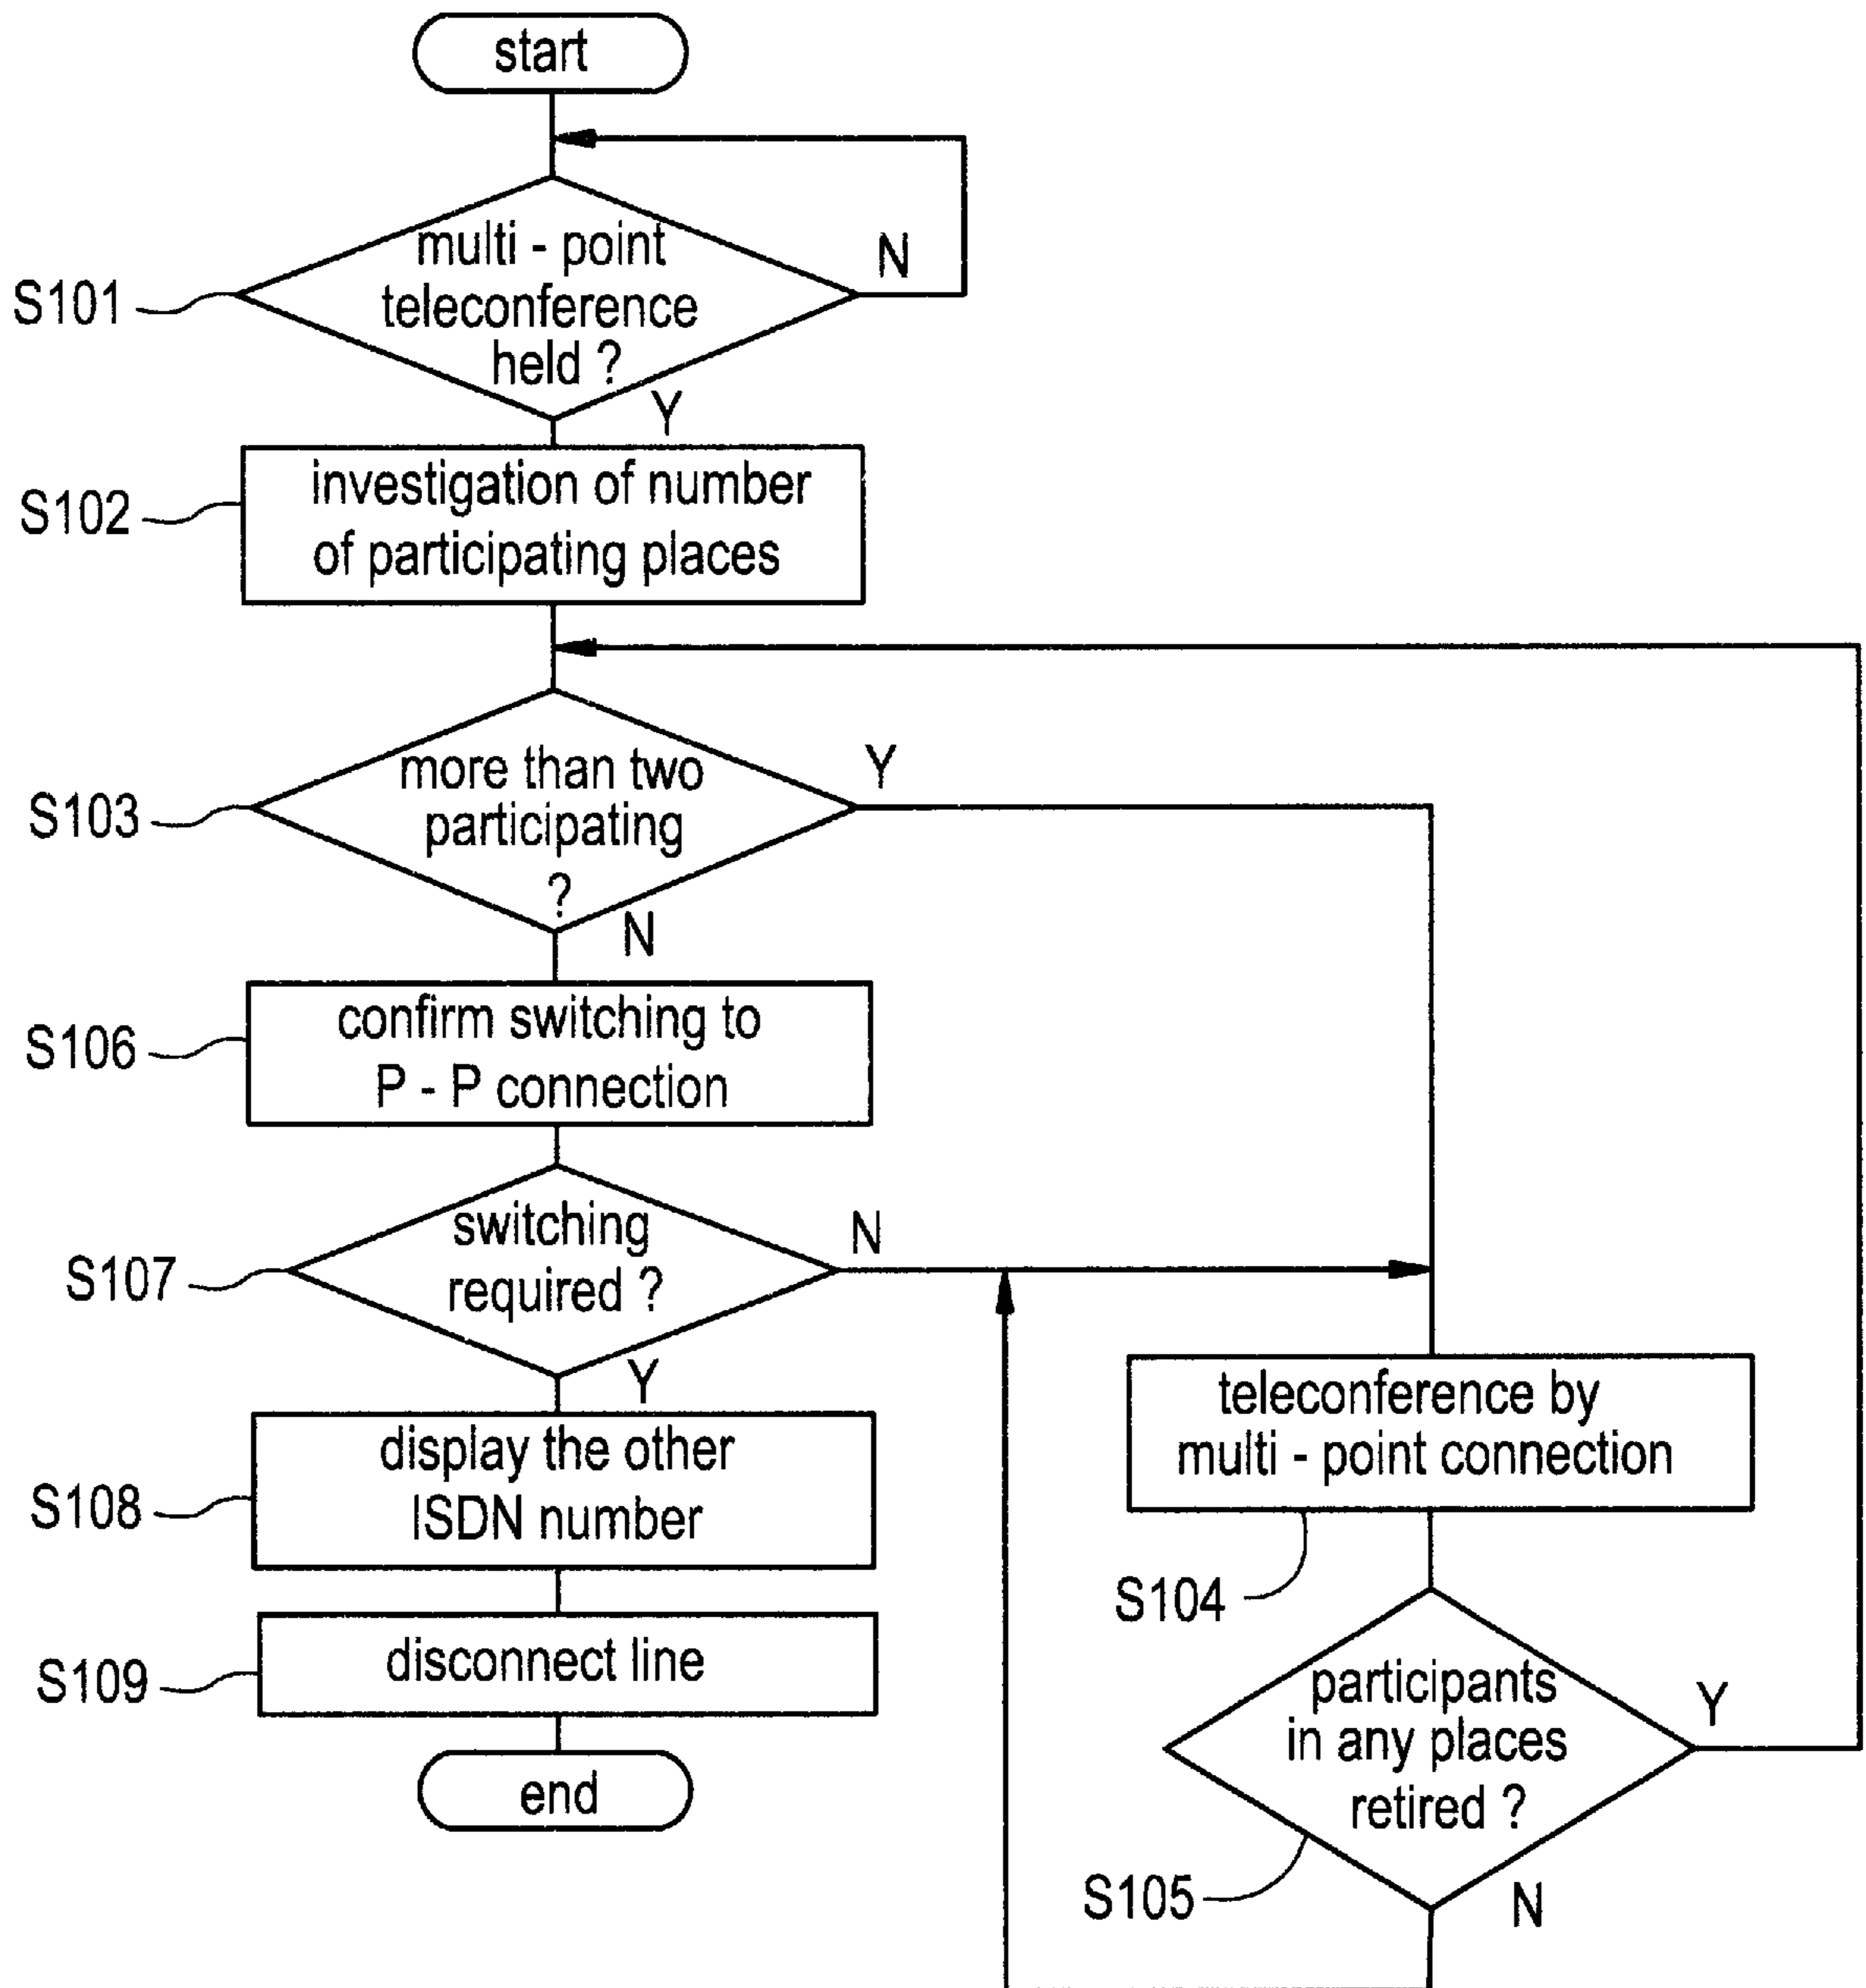 start
multi - point
teleconference
held ?
N
S101
Y
investigation of number
of participating places
S102
more than two
participating
?
Y
S103
N
confirm switching to
P - P connection
S106
switching
required ?
N
S107
Y
display the other
ISDN number
S108
disconnect line
S109
end
teleconference by
multi - point connection
S104
participants
in any places
retired ?
Y
S105
N